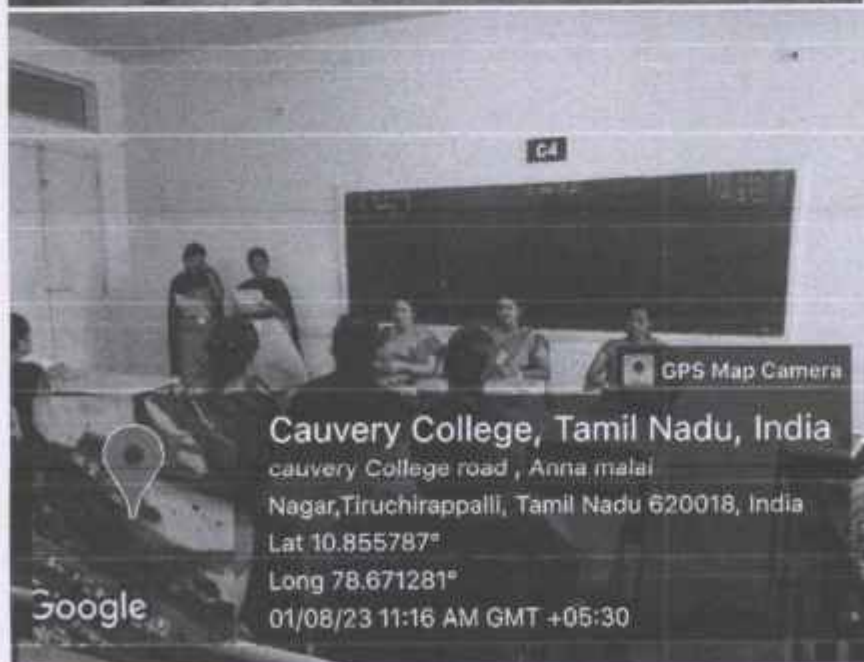 G4
GPS Map Camera
Cauvery College, Tamil Nadu, India
cauvery College road , Anna malai
Nagar,Tiruchirappalli, Tamil Nadu 620018, India
Lat 10.855787°
Long 78.671281°
01/08/23 11:16 AM GMT +05:30
Google